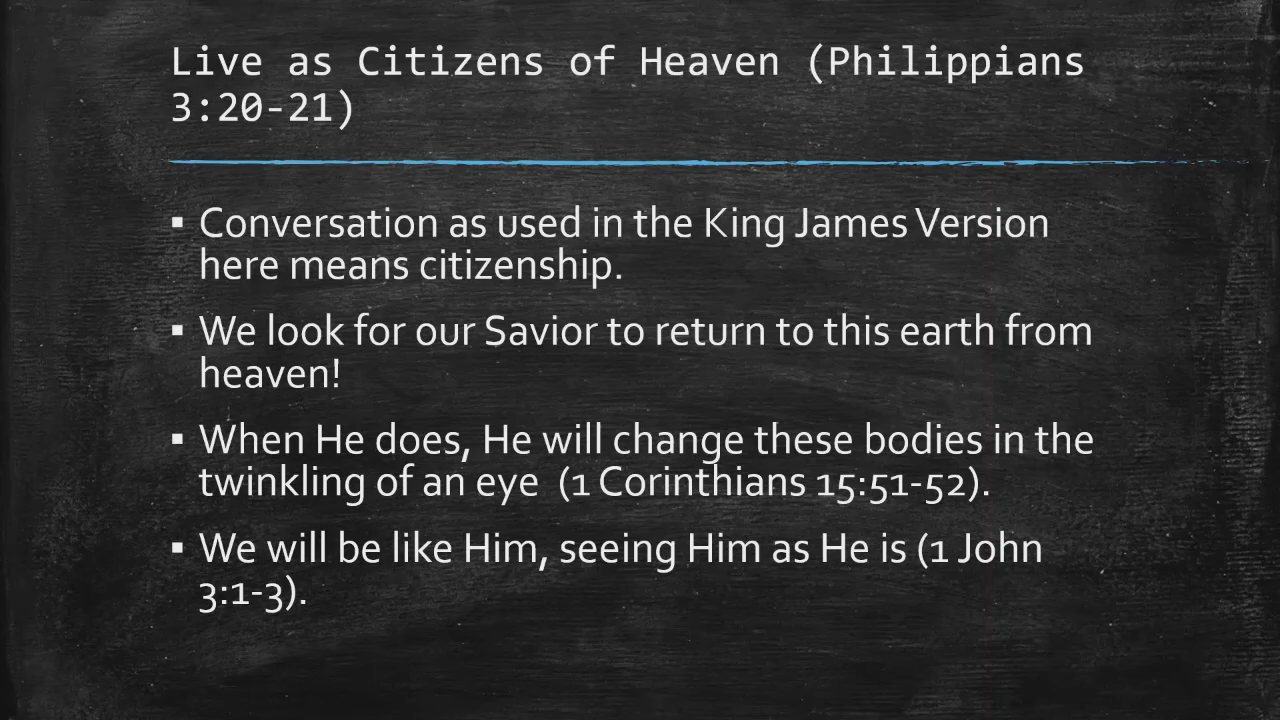 Live as Citizens of Heaven (Philippians
3:20-21)
▪ Conversation as used in the King James Version
here means citizenship.
▪ We look for our Savior to return to this earth from
heaven!
▪ When He does, He will change these bodies in the
twinkling of an eye  (1 Corinthians 15:51-52).
▪ We will be like Him, seeing Him as He is (1 John
3:1-3).